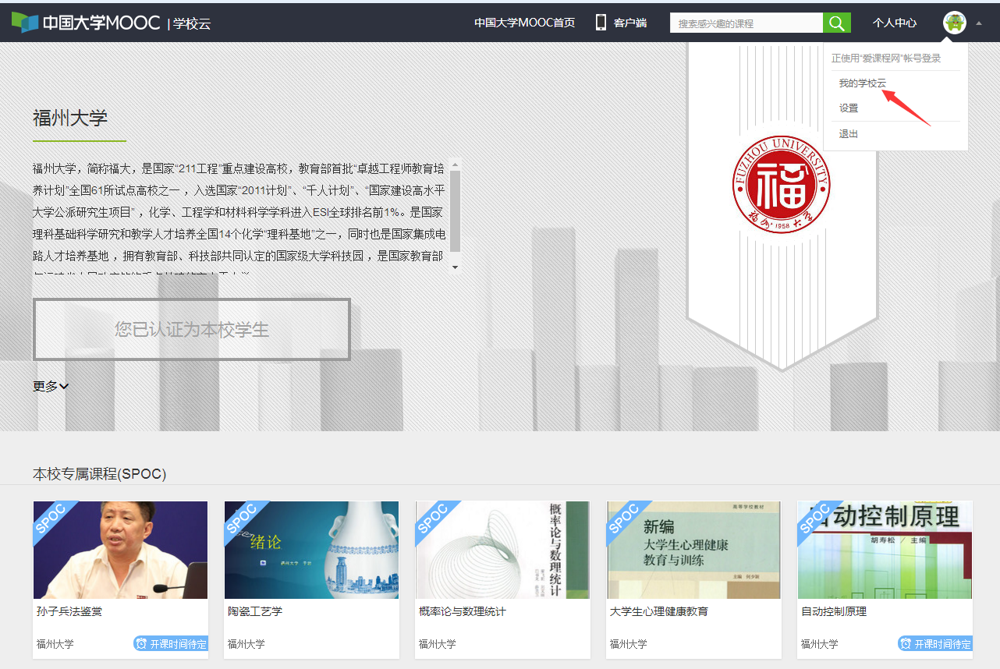 中国大学MOOC | 学校云
中国大学MOOC首页
客户端
搜索感兴趣的课程
个人中心
正使用“爱课程网”帐号登录
我的学校云
设置
退出
福州大学
福州大学，简称福大，是国家“211工程”重点建设高校，教育部首批“卓越工程师教育培
养计划”全国61所试点高校之一 ，入选国家“2011计划”、“千人计划”、“国家建设高水平
大学公派研究生项目” ，化学、工程学和材料科学学科进入ESI全球排名前1%。是国家
理科基础科学研究和教学人才培养全国14个化学“理科基地”之一，同时也是国家集成电
路人才培养基地 ，拥有教育部、科技部共同认定的国家级大学科技园 ，是国家教育部
FUZHOU UNIVERSITY
福
福州大学
1958
您已认证为本校学生
更多
本校专属课程(SPOC)
SPOC
孙子兵法鉴赏
福州大学
开课时间待定
SPOC
绪论
陶瓷工艺学
福州大学
SPOC
概率论与数理统计
概率论与数理统计
福州大学
SPOC
高等学校教材
新编
大学生心理健康
教育与训练
大学生心理健康教育
福州大学
SPOC
自动控制原理
胡寿松 / 主编
自动控制原理
福州大学
开课时间待定